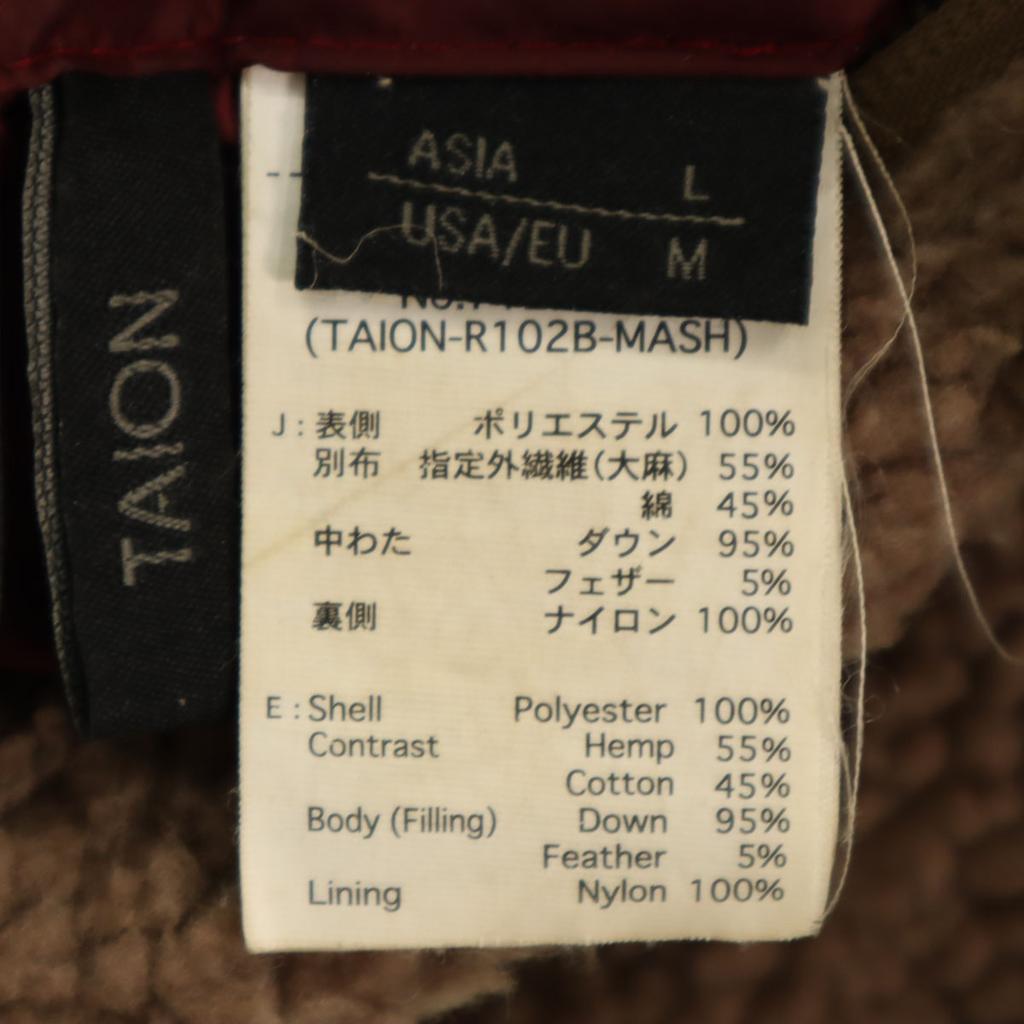 TAION
ASIA L
USA/EU M
(TAION-R102B-MASH)
J : 表側 ポリエステル 100%
別布 指定外繊維(大麻) 55%
綿 45%
中わた ダウン 95%
フェザー 5%
裏側 ナイロン 100%
E : Shell Polyester 100%
Contrast Hemp 55%
Cotton 45%
Body (Filling) Down 95%
Feather 5%
Lining Nylon 100%